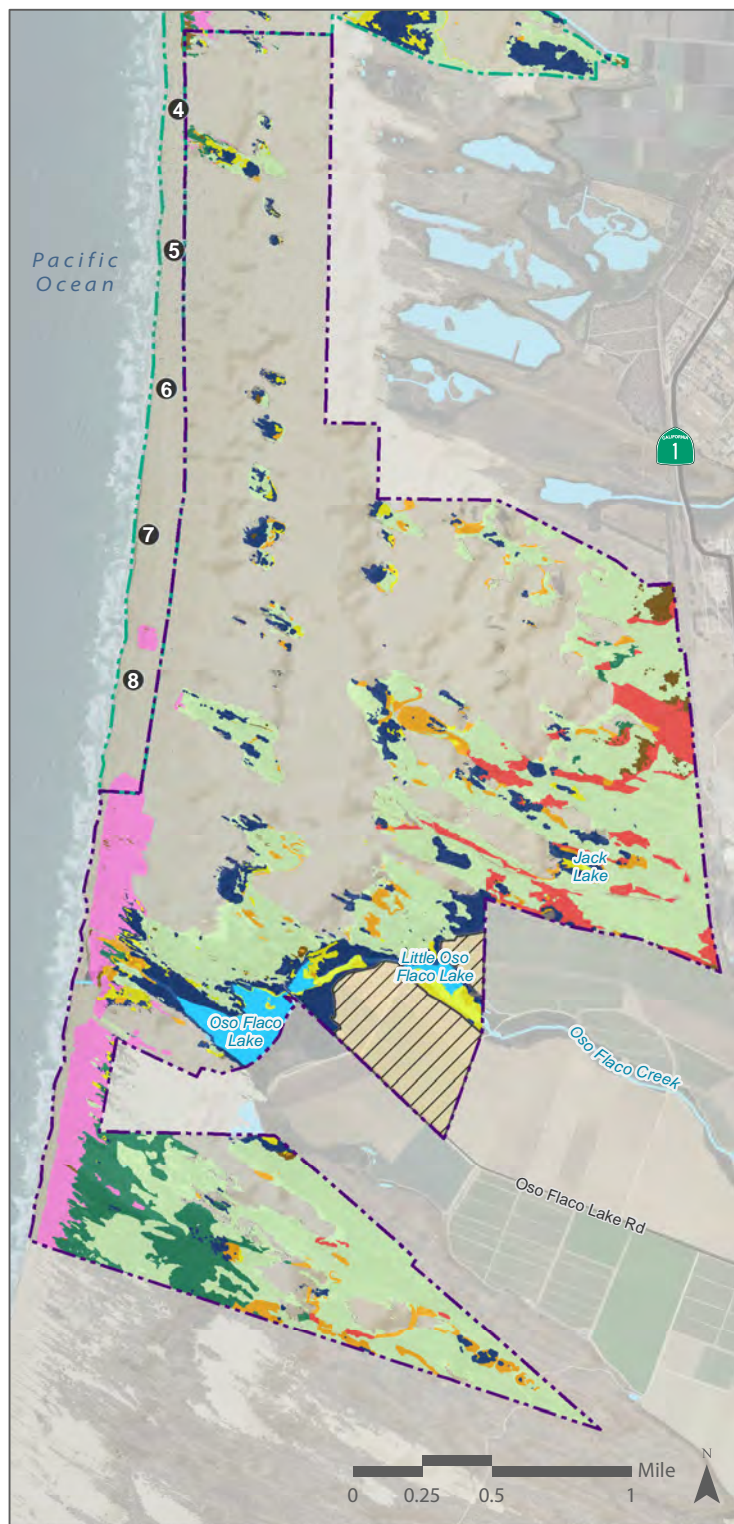 4
5
Pacific
Ocean
6
CALIFORNIA
1
7
8
Jack
Lake
Little Oso
Flaco Lake
Oso Flaco
Lake
Oso Flaco Creek
Oso Flaco Lake Rd
N
Mile
0 0.25 0.5 1